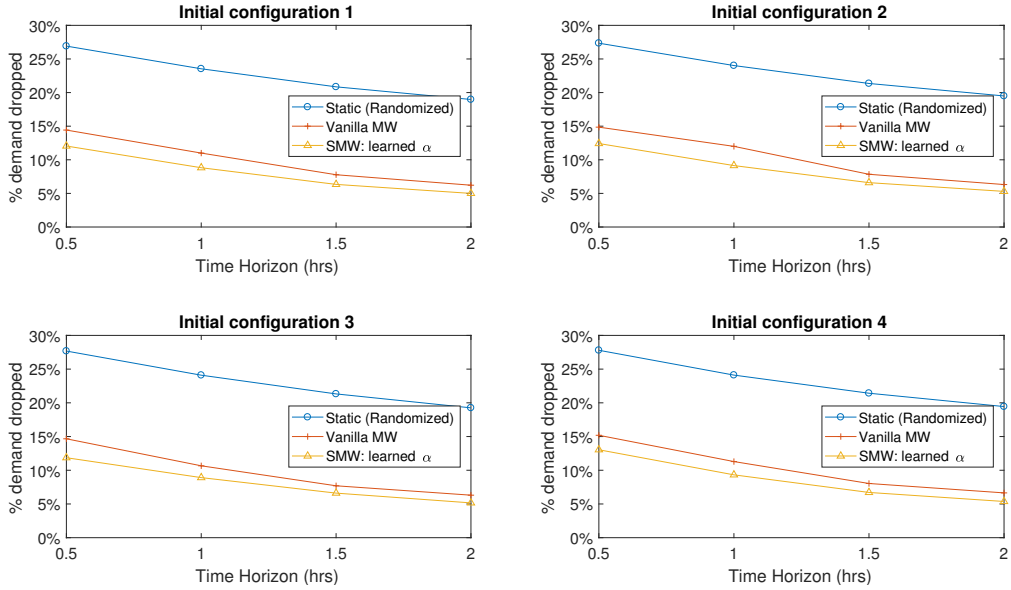 Initial configuration 1
30%
25%
20%
15%
10%
5%
0%
% demand dropped
0.5 1 1.5 2
Time Horizon (hrs)
Static (Randomized)
Vanilla MW
SMW: learned α
Initial configuration 2
30%
25%
20%
15%
10%
5%
0%
% demand dropped
0.5 1 1.5 2
Time Horizon (hrs)
Static (Randomized)
Vanilla MW
SMW: learned α
Initial configuration 3
30%
25%
20%
15%
10%
5%
0%
% demand dropped
0.5 1 1.5 2
Time Horizon (hrs)
Static (Randomized)
Vanilla MW
SMW: learned α
Initial configuration 4
30%
25%
20%
15%
10%
5%
0%
% demand dropped
0.5 1 1.5 2
Time Horizon (hrs)
Static (Randomized)
Vanilla MW
SMW: learned α